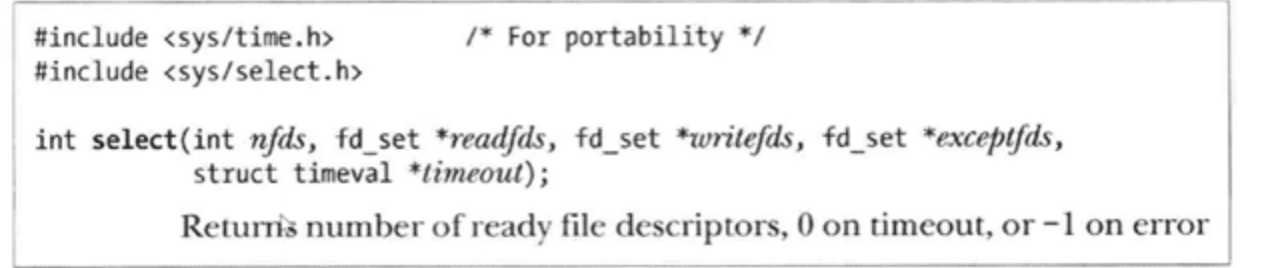 #include <sys/time.h>          /* For portability */
#include <sys/select.h>
int select(int nfds, fd_set *readfds, fd_set *writefds, fd_set *exceptfds,
           struct timeval *timeout);
Returns number of ready file descriptors, 0 on timeout, or −1 on error